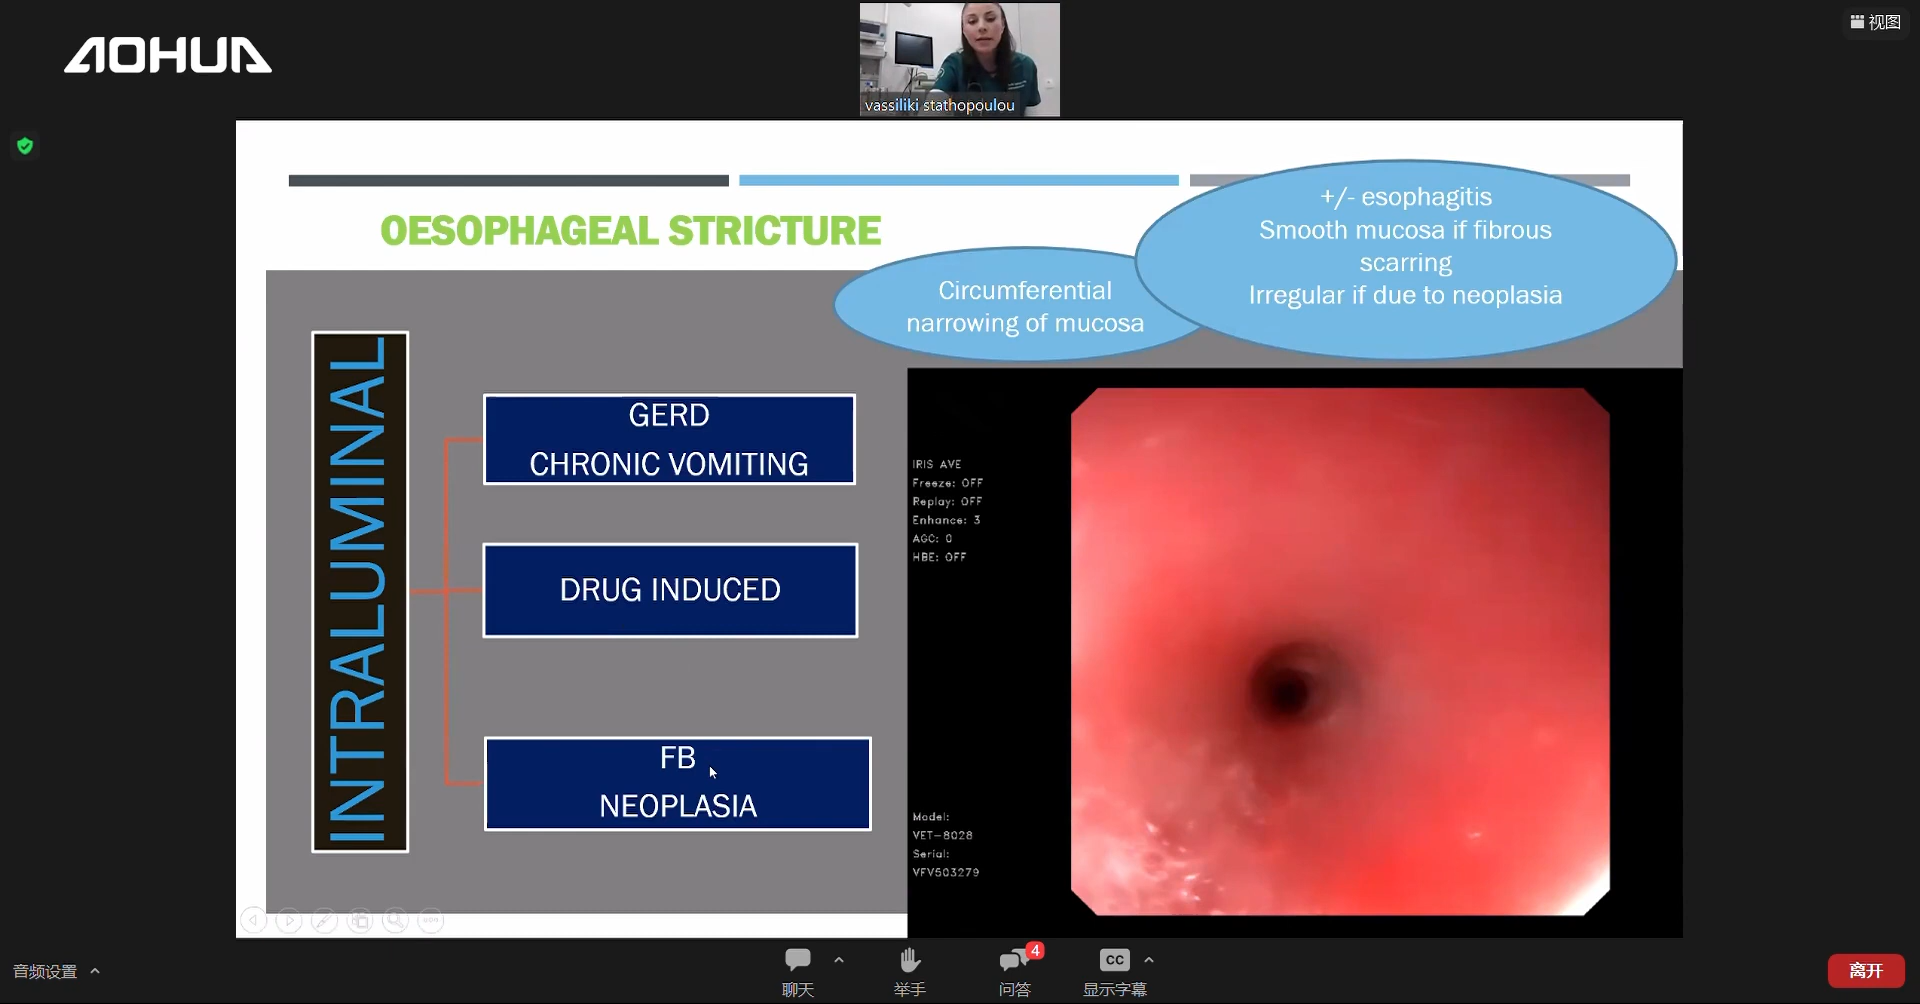 AOHUA
vassiliki stathopoulou
视图
OESOPHAGEAL STRICTURE
+/- esophagitis
Smooth mucosa if fibrous
scarring
Irregular if due to neoplasia
Circumferential
narrowing of mucosa
INTRALUMINAL
GERD
CHRONIC VOMITING
DRUG INDUCED
FB
NEOPLASIA
IRIS AVE
Freeze: OFF
Replay: OFF
Enhance: 3
AGC: 0
HBE: OFF
Model:
VET-8028
Serial:
VFV503279
音频设置
聊天
举手
4
问答
CC
显示字幕
离开